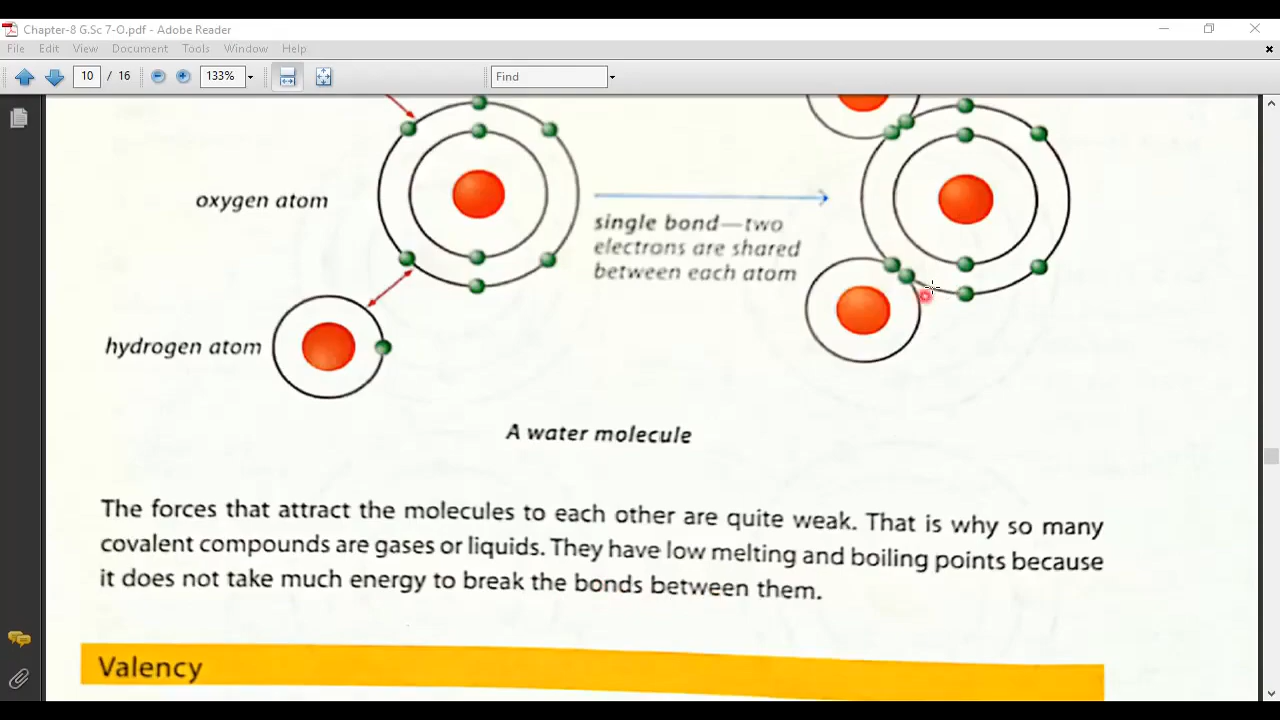 Chapter-8 G.Sc 7-O.pdf - Adobe Reader
File Edit View Document Tools Window Help
10 / 16 133% Find
oxygen atom
single bond—two
electrons are shared
between each atom
hydrogen atom
A water molecule
The forces that attract the molecules to each other are quite weak. That is why so many
covalent compounds are gases or liquids. They have low melting and boiling points because
it does not take much energy to break the bonds between them.
Valency